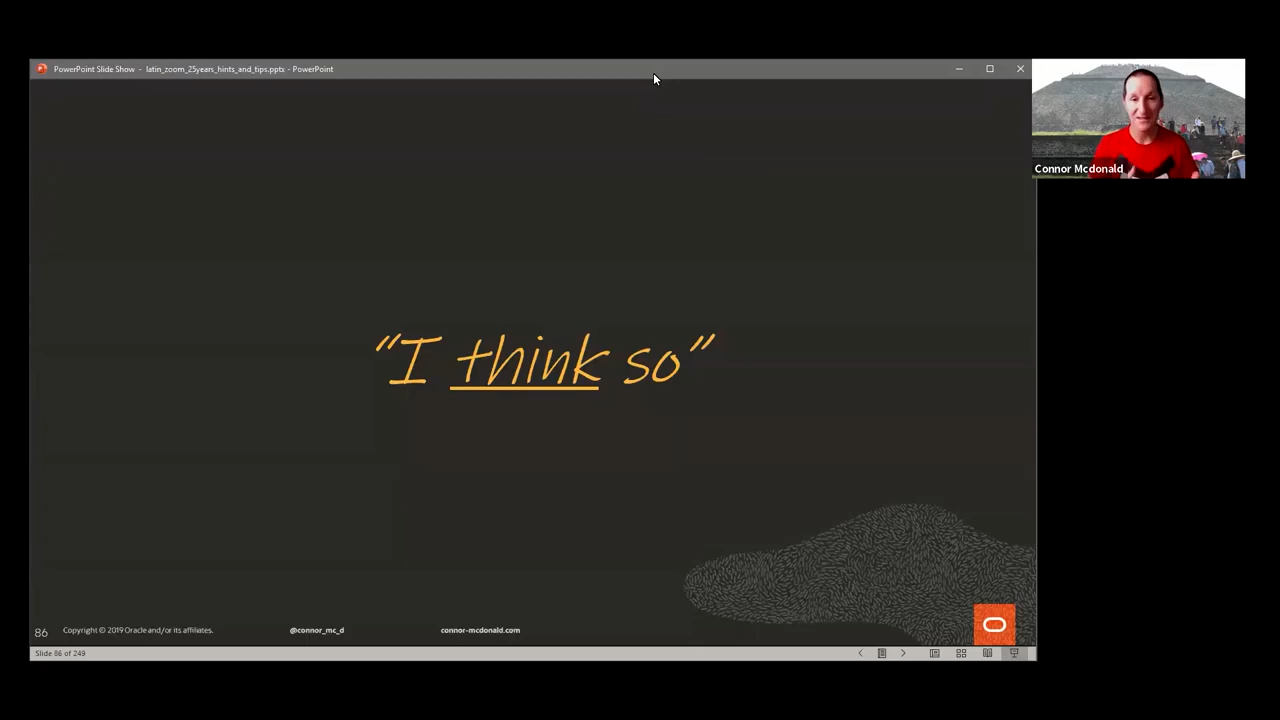 PowerPoint Slide Show - latin_zoom_25years_hints_and_tips.pptx - PowerPoint
Connor Mcdonald
“I think so”
86 Copyright © 2019 Oracle and/or its affiliates. @connor_mc_d connor-mcdonald.com
Slide 86 of 249